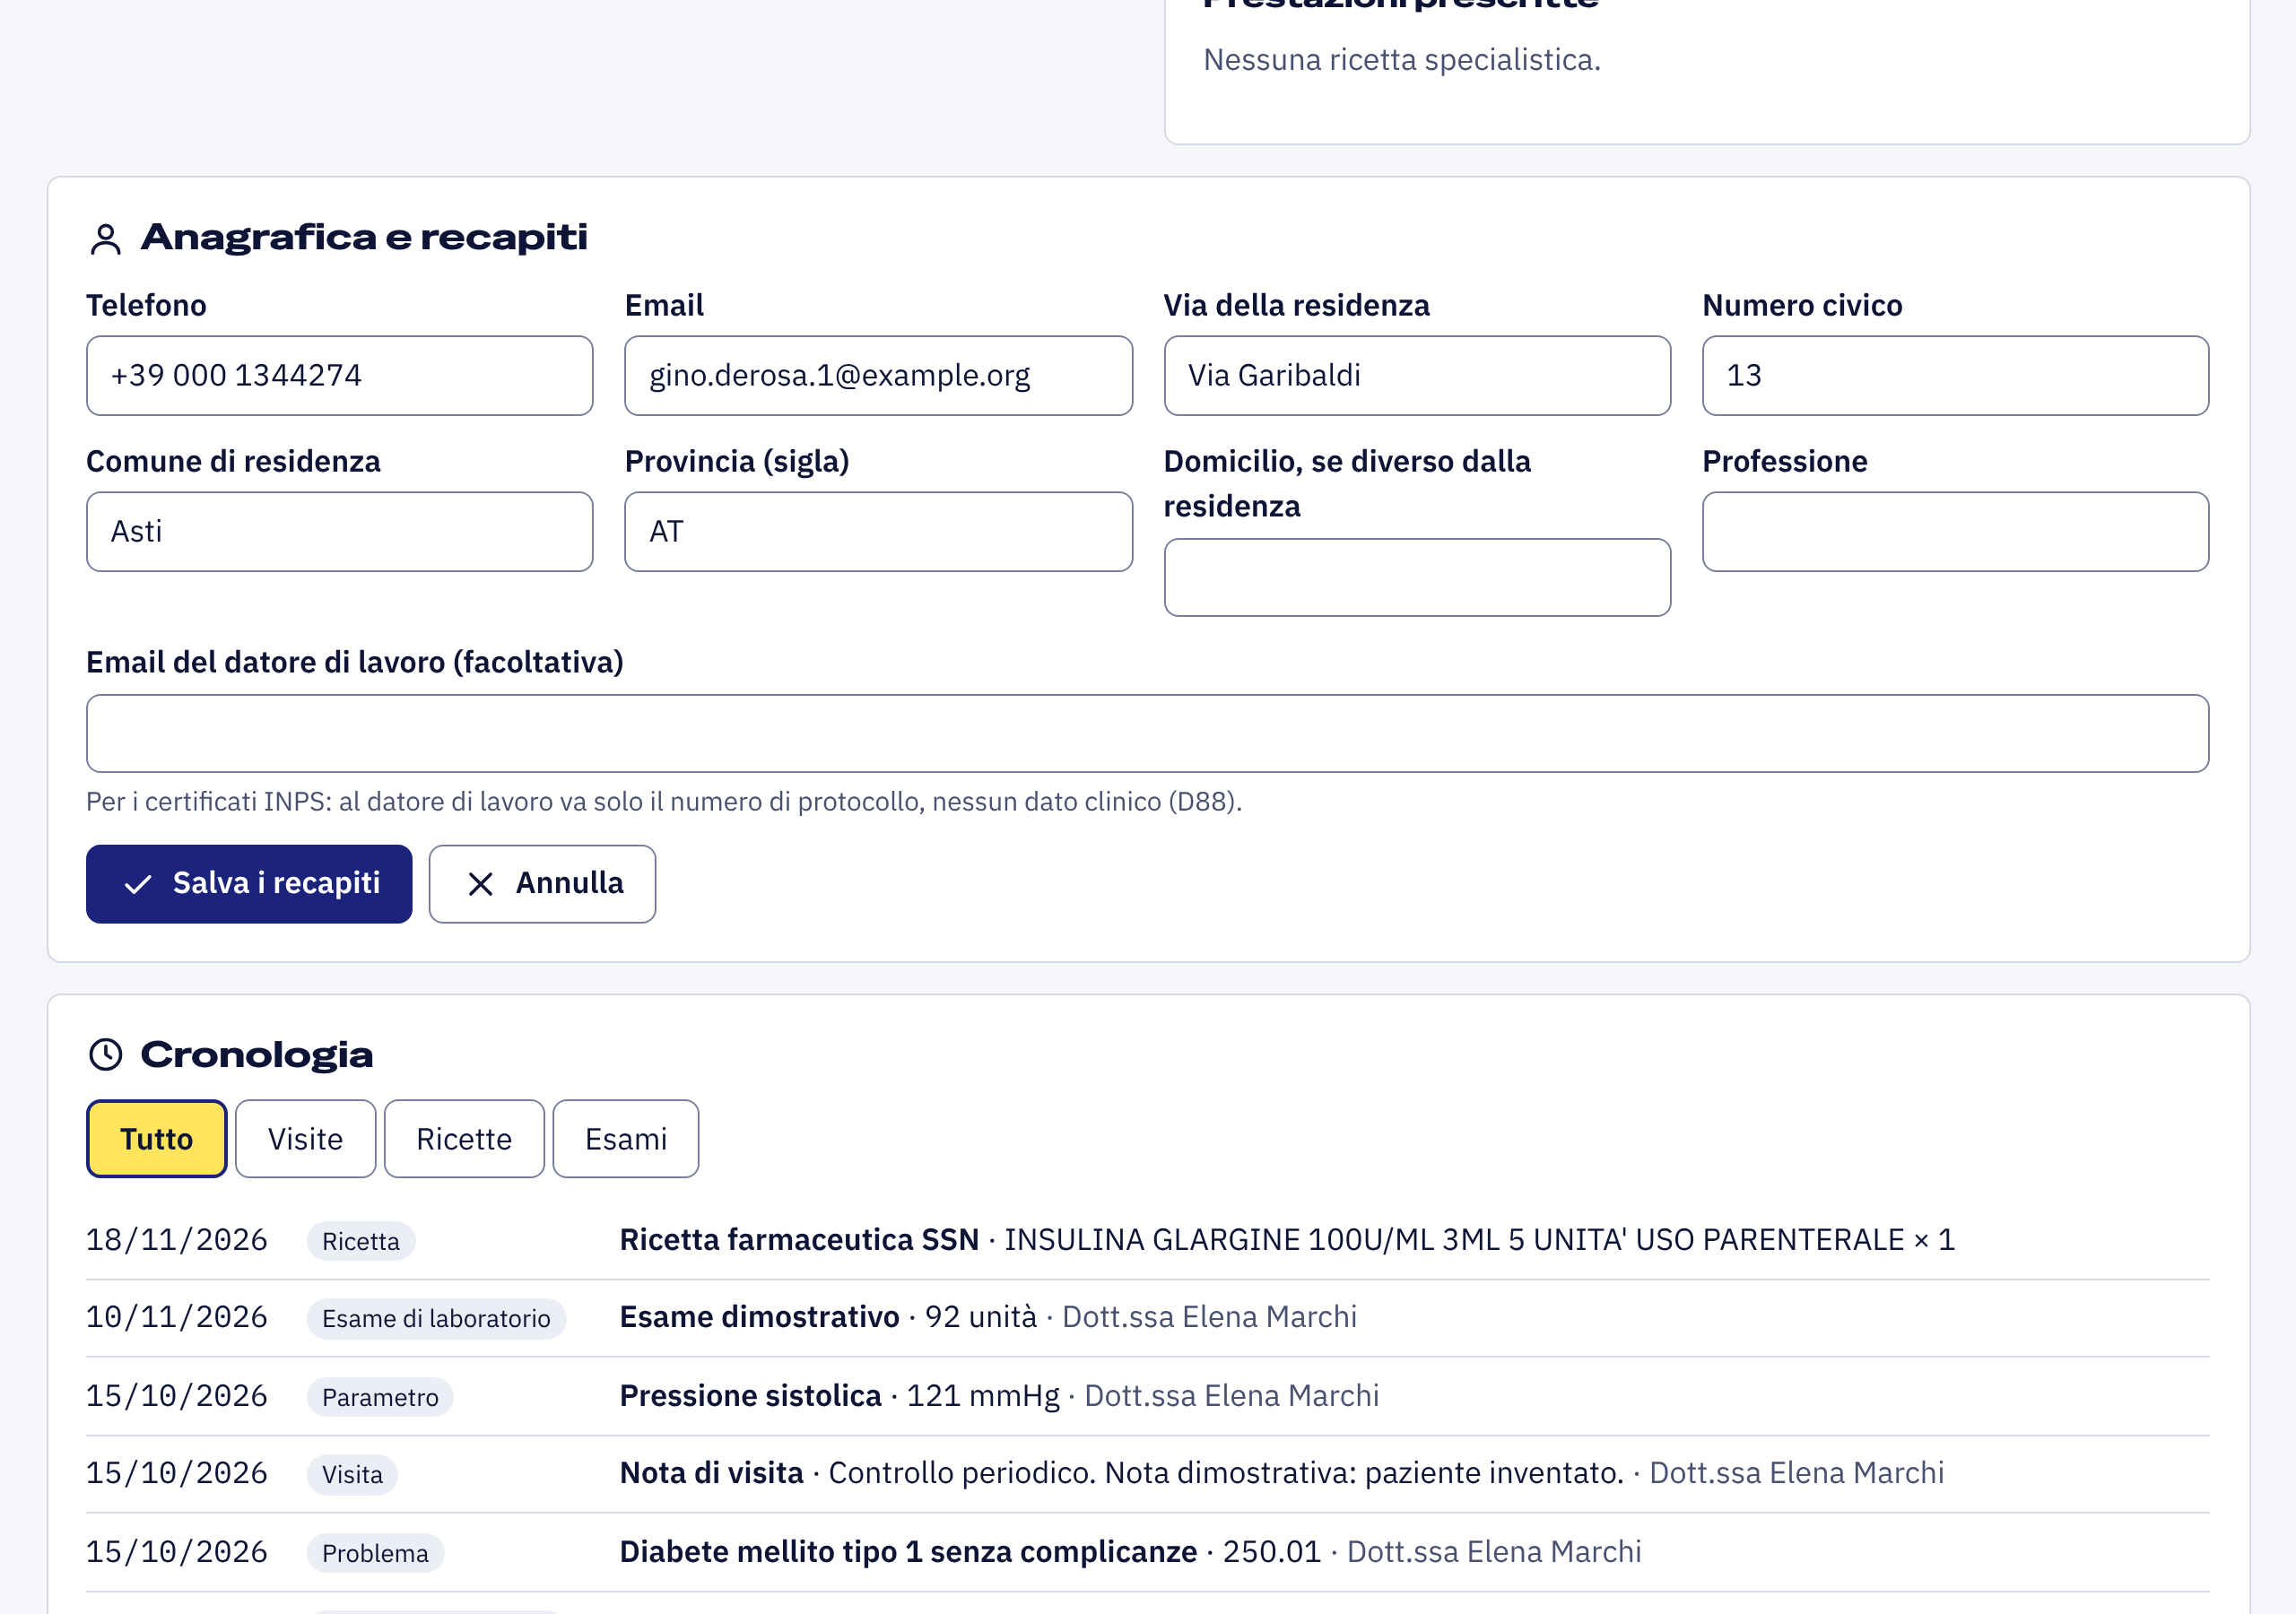 Prestazioni prescritte
Nessuna ricetta specialistica.
Anagrafica e recapiti
Telefono
+39 000 1344274
Email
gino.derosa.1@example.org
Via della residenza
Via Garibaldi
Numero civico
13
Comune di residenza
Asti
Provincia (sigla)
AT
Domicilio, se diverso dalla
residenza
Professione
Email del datore di lavoro (facoltativa)
Per i certificati INPS: al datore di lavoro va solo il numero di protocollo, nessun dato clinico (D88).
Salva i recapiti
Annulla
Cronologia
Tutto Visite Ricette Esami
18/11/2026 Ricetta Ricetta farmaceutica SSN · INSULINA GLARGINE 100U/ML 3ML 5 UNITA' USO PARENTERALE × 1
10/11/2026 Esame di laboratorio Esame dimostrativo · 92 unità · Dott.ssa Elena Marchi
15/10/2026 Parametro Pressione sistolica · 121 mmHg · Dott.ssa Elena Marchi
15/10/2026 Visita Nota di visita · Controllo periodico. Nota dimostrativa: paziente inventato. · Dott.ssa Elena Marchi
15/10/2026 Problema Diabete mellito tipo 1 senza complicanze · 250.01 · Dott.ssa Elena Marchi